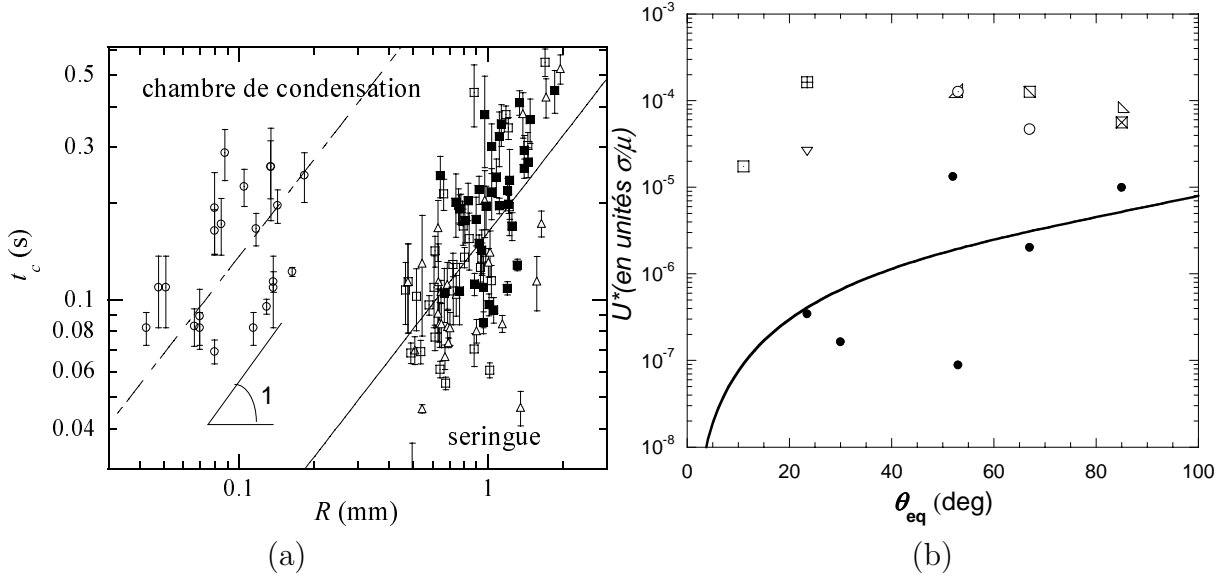 0.5
0.3
0.1
0.08
0.06
0.04
t_c (s)
chambre de condensation
1
seringue
0.1
1
R (mm)
(a)
10⁻³
10⁻⁴
10⁻⁵
10⁻⁶
10⁻⁷
10⁻⁸
U*(en unités σ/μ)
0
20
40
60
80
100
θ_eq (deg)
(b)